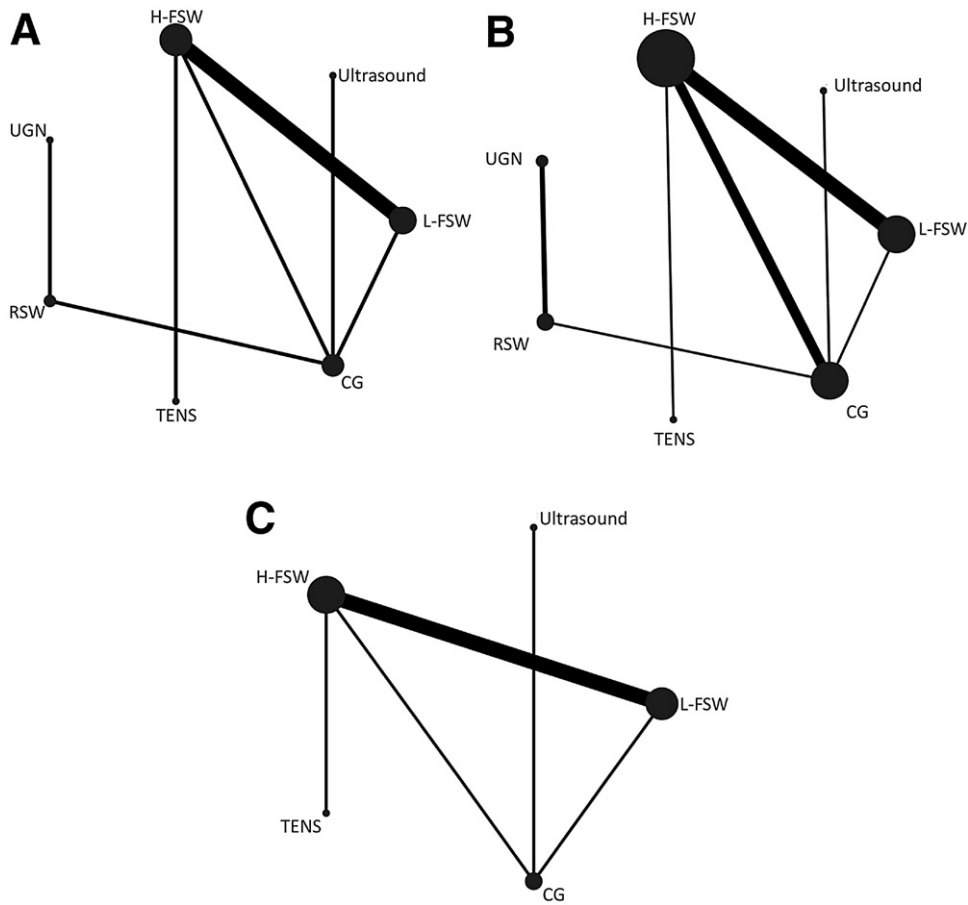 A
H-FSW
Ultrasound
UGN
L-FSW
RSW
CG
TENS
B
H-FSW
Ultrasound
UGN
L-FSW
RSW
CG
TENS
C
Ultrasound
H-FSW
L-FSW
TENS
CG